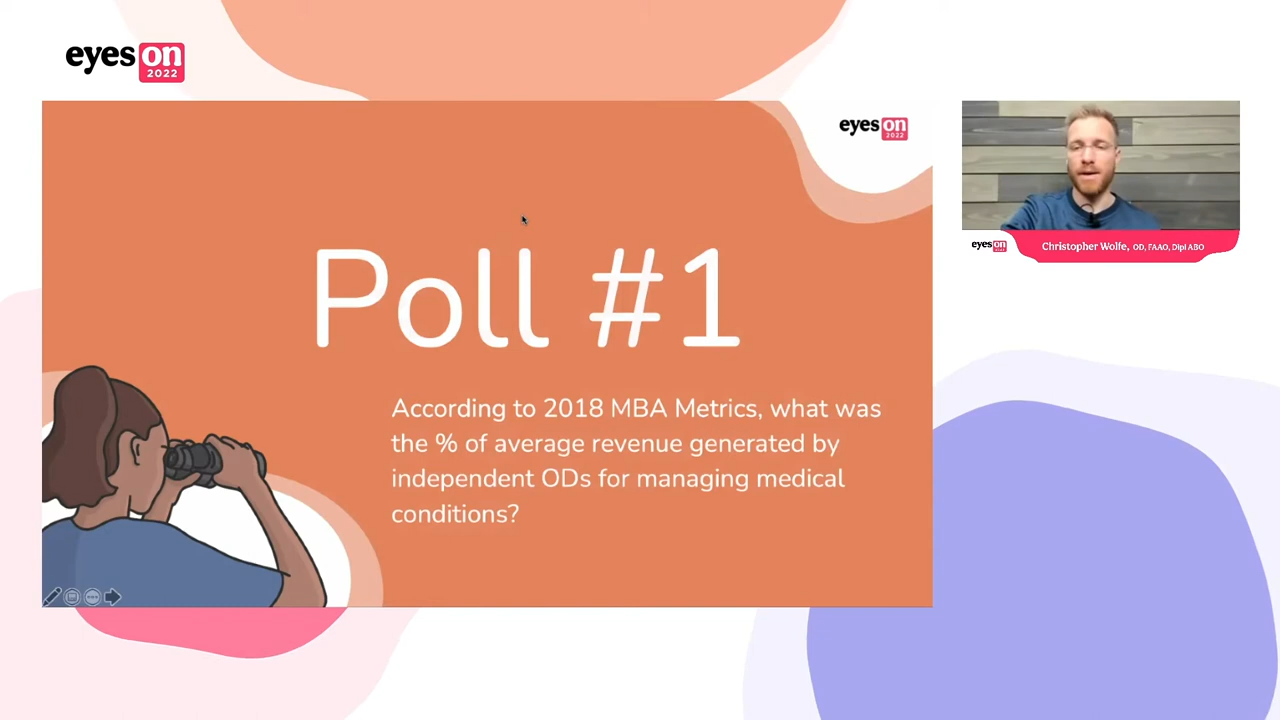 eyes on
2022
eyes on
2022
Poll #1
According to 2018 MBA Metrics, what was
the % of average revenue generated by
independent ODs for managing medical
conditions?
eyes on
Christopher Wolfe, OD, FAAO, Dipl ABO